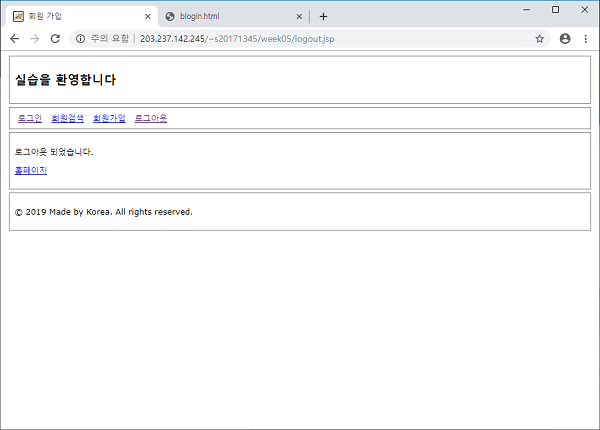 회원 가입
blogin.html
주의 요함 | 203.237.142.245/~s20171345/week05/logout.jsp
실습을 환영합니다
로그인 회원검색 회원가입 로그아웃
로그아웃 되었습니다.
홈페이지
© 2019 Made by Korea. All rights reserved.